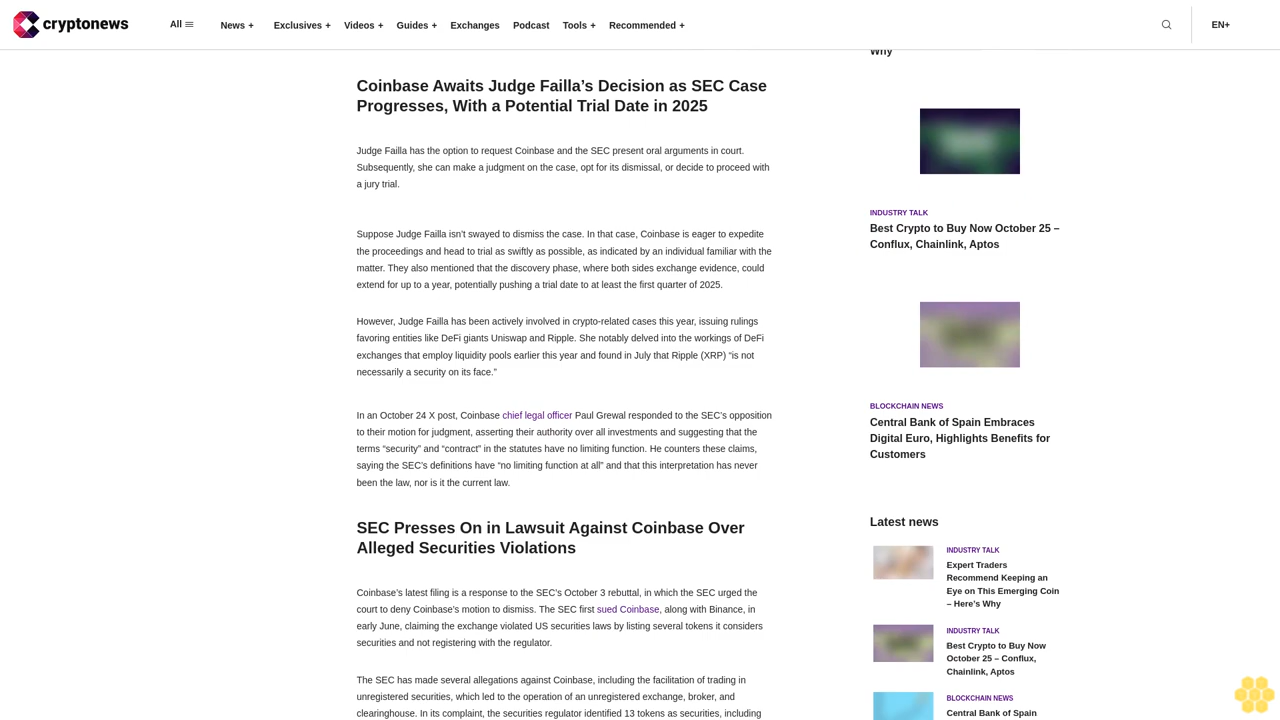 cryptonews
All
News +
Exclusives +
Videos +
Guides +
Exchanges
Podcast
Tools +
Recommended +
EN+
Coinbase Awaits Judge Failla’s Decision as SEC Case
Progresses, With a Potential Trial Date in 2025
Judge Failla has the option to request Coinbase and the SEC present oral arguments in court.
Subsequently, she can make a judgment on the case, opt for its dismissal, or decide to proceed with
a jury trial.
Suppose Judge Failla isn’t swayed to dismiss the case. In that case, Coinbase is eager to expedite
the proceedings and head to trial as swiftly as possible, as indicated by an individual familiar with the
matter. They also mentioned that the discovery phase, where both sides exchange evidence, could
extend for up to a year, potentially pushing a trial date to at least the first quarter of 2025.
However, Judge Failla has been actively involved in crypto-related cases this year, issuing rulings
favoring entities like DeFi giants Uniswap and Ripple. She notably delved into the workings of DeFi
exchanges that employ liquidity pools earlier this year and found in July that Ripple (XRP) “is not
necessarily a security on its face.”
In an October 24 X post, Coinbase chief legal officer Paul Grewal responded to the SEC’s opposition
to their motion for judgment, asserting their authority over all investments and suggesting that the
terms “security” and “contract” in the statutes have no limiting function. He counters these claims,
saying the SEC’s definitions have “no limiting function at all” and that this interpretation has never
been the law, nor is it the current law.
SEC Presses On in Lawsuit Against Coinbase Over
Alleged Securities Violations
Coinbase’s latest filing is a response to the SEC’s October 3 rebuttal, in which the SEC urged the
court to deny Coinbase’s motion to dismiss. The SEC first sued Coinbase, along with Binance, in
early June, claiming the exchange violated US securities laws by listing several tokens it considers
securities and not registering with the regulator.
The SEC has made several allegations against Coinbase, including the facilitation of trading in
unregistered securities, which led to the operation of an unregistered exchange, broker, and
clearinghouse. In its complaint, the securities regulator identified 13 tokens as securities, including
Why
INDUSTRY TALK
Best Crypto to Buy Now October 25 –
Conflux, Chainlink, Aptos
BLOCKCHAIN NEWS
Central Bank of Spain Embraces
Digital Euro, Highlights Benefits for
Customers
Latest news
INDUSTRY TALK
Expert Traders
Recommend Keeping an
Eye on This Emerging Coin
– Here’s Why
INDUSTRY TALK
Best Crypto to Buy Now
October 25 – Conflux,
Chainlink, Aptos
BLOCKCHAIN NEWS
Central Bank of Spain